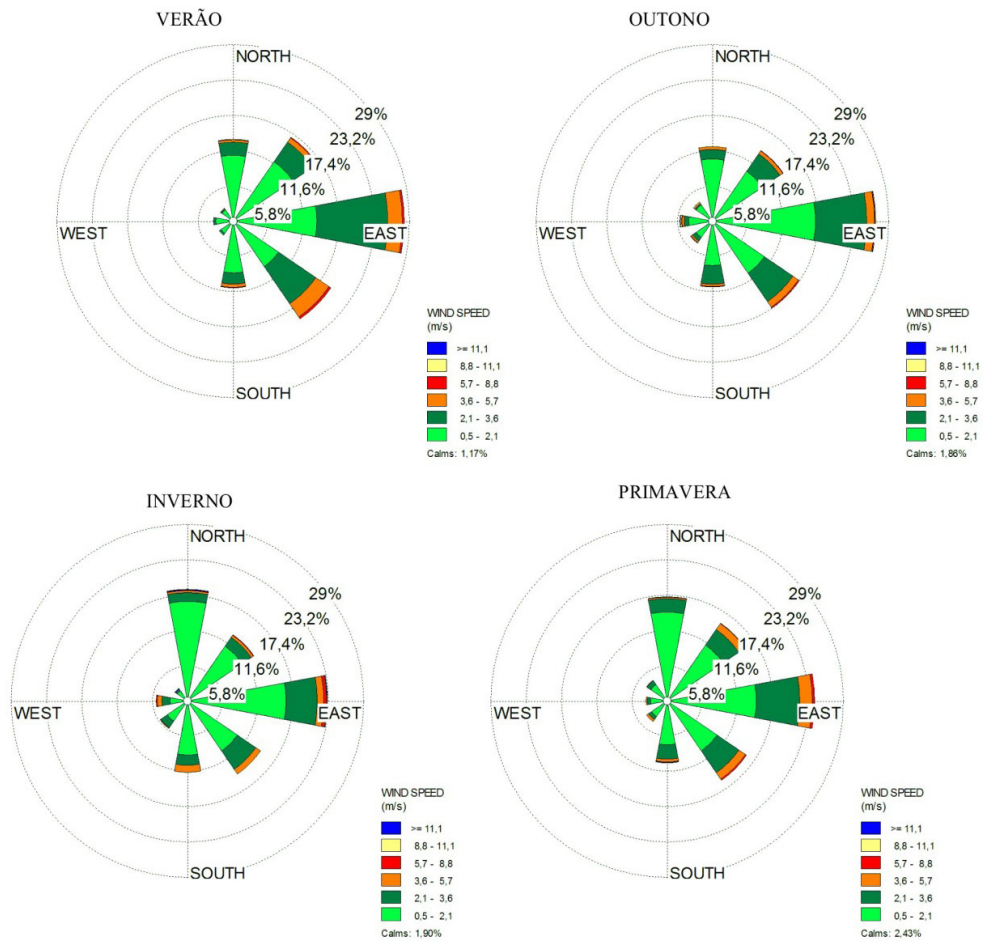 VERÃO
NORTH
29%
23,2%
17,4%
11,6%
5,8%
WEST
EAST
SOUTH
WIND SPEED
(m/s)
>= 11,1
8,8 - 11,1
5,7 - 8,8
3,6 - 5,7
2,1 - 3,6
0,5 - 2,1
Calms: 1,17%
OUTONO
NORTH
29%
23,2%
17,4%
11,6%
5,8%
WEST
EAST
SOUTH
WIND SPEED
(m/s)
>= 11,1
8,8 - 11,1
5,7 - 8,8
3,6 - 5,7
2,1 - 3,6
0,5 - 2,1
Calms: 1,86%
INVERNO
NORTH
29%
23,2%
17,4%
11,6%
5,8%
WEST
EAST
SOUTH
WIND SPEED
(m/s)
>= 11,1
8,8 - 11,1
5,7 - 8,8
3,6 - 5,7
2,1 - 3,6
0,5 - 2,1
Calms: 1,90%
PRIMAVERA
NORTH
29%
23,2%
17,4%
11,6%
5,8%
WEST
EAST
SOUTH
WIND SPEED
(m/s)
>= 11,1
8,8 - 11,1
5,7 - 8,8
3,6 - 5,7
2,1 - 3,6
0,5 - 2,1
Calms: 2,43%